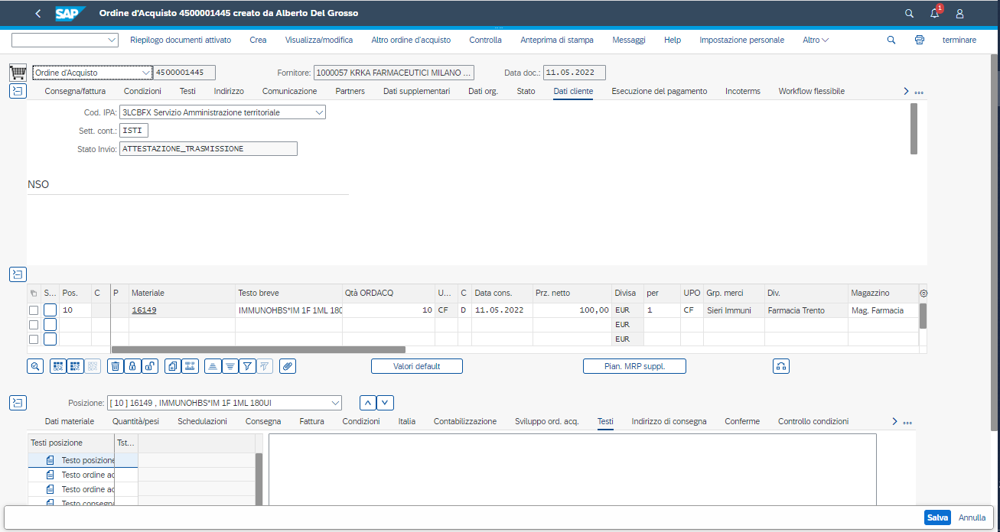 SAP Ordine d'Acquisto 4500001445 creato da Alberto Del Grosso 1
Riepilogo documenti attivato Crea Visualizza/modifica Altro ordine d'acquisto Controlla Anteprima di stampa Messaggi Help Impostazione personale Altro terminare
Ordine d'Acquisto 4500001445 Fornitore: 1000057 KRKA FARMACEUTICI MILANO ... Data doc.: 11.05.2022
Consegna/fattura Condizioni Testi Indirizzo Comunicazione Partners Dati supplementari Dati org. Stato Dati cliente Esecuzione del pagamento Incoterms Workflow flessibile
Cod. IPA: 3LCBFX Servizio Amministrazione territoriale
Sett. cont.: ISTI
Stato Invio: ATTESTAZIONE_TRASMISSIONE
NSO
S... Pos. C P Materiale Testo breve Qtà ORDACQ U... C Data cons. Prz. netto Divisa per UPO Grp. merci Div. Magazzino
10 16149 IMMUNOHBS*IM 1F 1ML 180 10 CF D 11.05.2022 100,00 EUR 1 CF Sieri Immuni Farmacia Trento Mag. Farmacia
EUR
EUR
Valori default Pian. MRP suppl.
Posizione: [ 10 ] 16149 , IMMUNOHBS*IM 1F 1ML 180UI
Dati materiale Quantità/pesi Schedulazioni Consegna Fattura Condizioni Italia Contabilizzazione Sviluppo ord. acq. Testi Indirizzo di consegna Conferme Controllo condizioni
Testi posizione Tst...
Testo posizione
Testo ordine ac
Testo ordine ac
Testo consegna
Salva Annulla